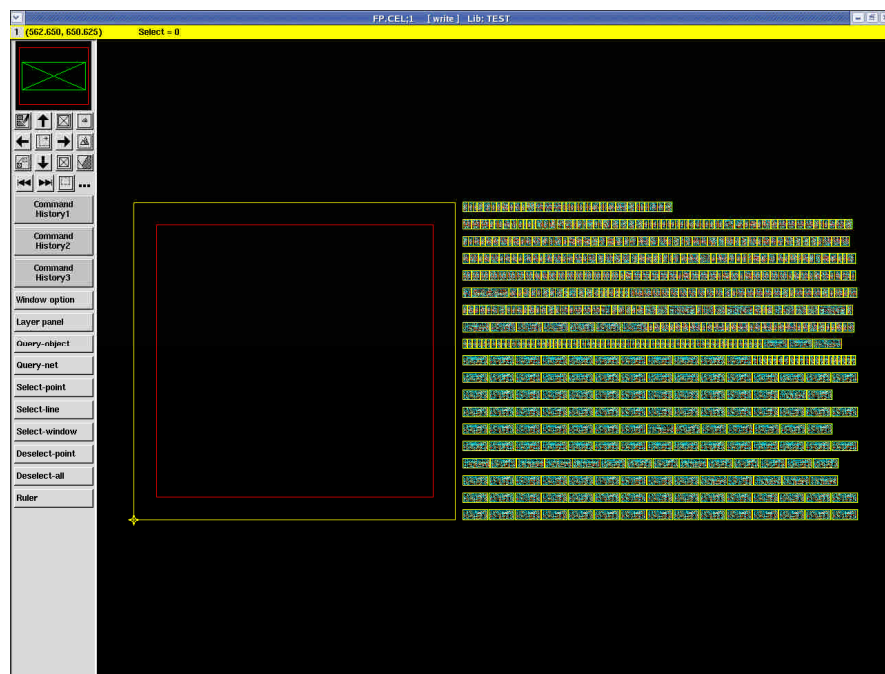 FP.CEL;1 [ write ] Lib: TEST
1 (562.650, 650.625) Select = 0
Command
History1
Command
History2
Command
History3
Window option
Layer panel
Query-object
Query-net
Select-point
Select-line
Select-window
Deselect-point
Deselect-all
Ruler